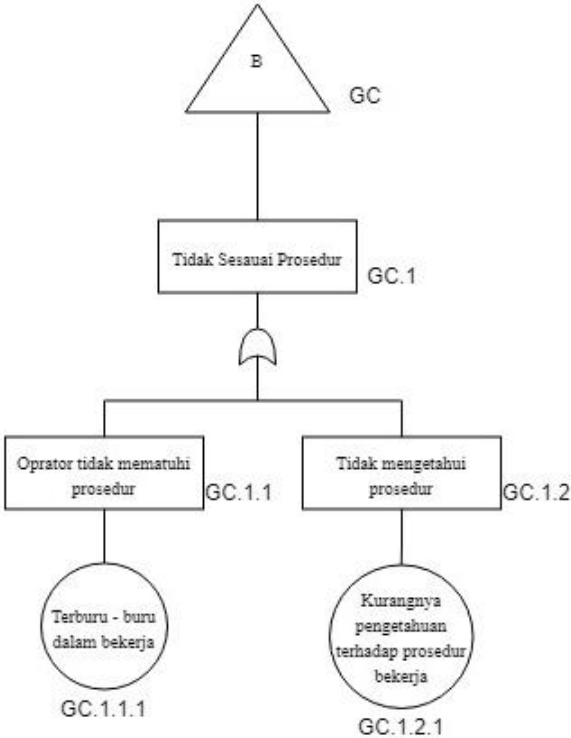 B
GC
Tidak Sesauai Prosedur
GC.1
Oprator tidak mematuhi
prosedur
GC.1.1
Tidak mengetahui
prosedur
GC.1.2
Terburu - buru
dalam bekerja
GC.1.1.1
Kurangnya
pengetahuan
terhadap prosedur
bekerja
GC.1.2.1